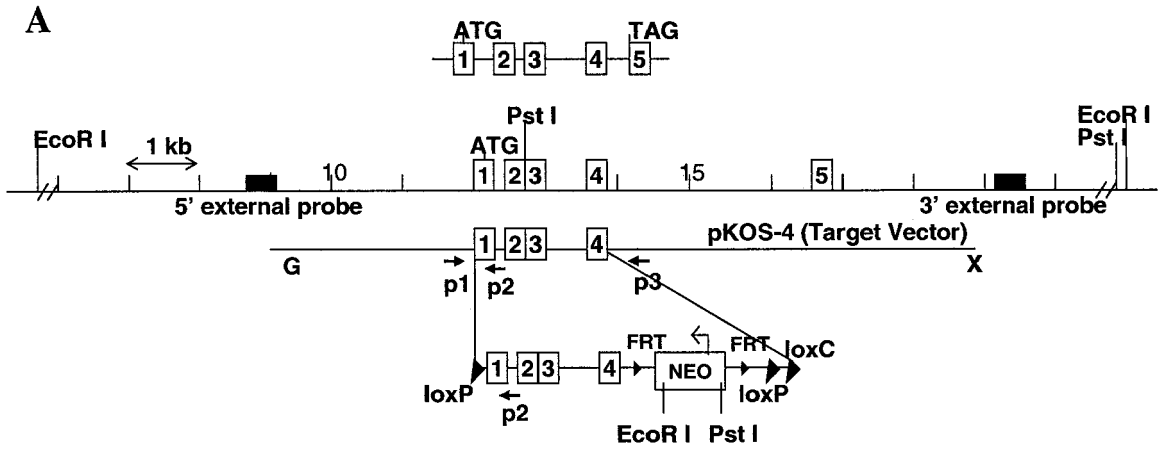 A
ATG TAG
1 2 3 4 5
Pst I
EcoR I 1 kb ATG EcoR I
Pst I
10 1 2 3 4 15 5
5' external probe 3' external probe
1 2 3 4 pKOS-4 (Target Vector)
G p1 p2 p3 X
FRT FRT loxC
1 2 3 4 NEO
loxP p2 loxP
EcoR I Pst I